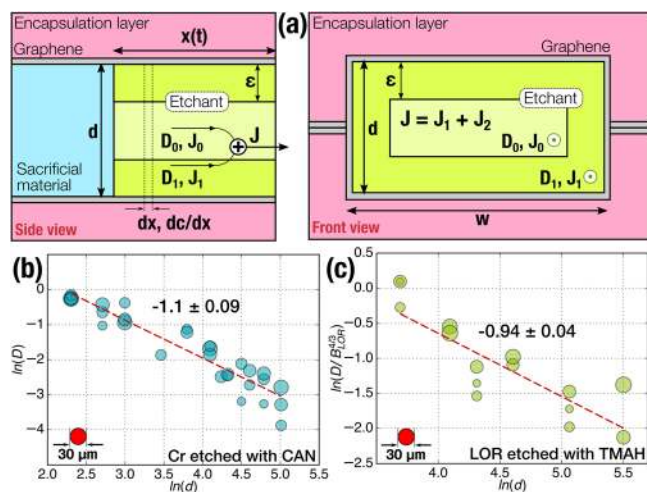 Encapsulation layer
Graphene
x(t)
ε
Etchant
d
D₀, J₀
J
+
D₁, J₁
Sacrificial
material
dx, dc/dx
Side view
(a)
Encapsulation layer
Graphene
ε
Etchant
d
J = J₁ + J₂
D₀, J₀
D₁, J₁
w
Front view
(b)
-1.1 ± 0.09
ln(D)
0
-1
-2
-3
-4
30 μm
Cr etched with CAN
2.0 2.5 3.0 3.5 4.0 4.5 5.0 5.5
ln(d)
(c)
-0.94 ± 0.04
ln(D/B_LOR^4/3)
0.5
0.0
-0.5
-1.0
-1.5
-2.0
-2.5
30 μm
LOR etched with TMAH
4.0 4.5 5.0 5.5
ln(d)